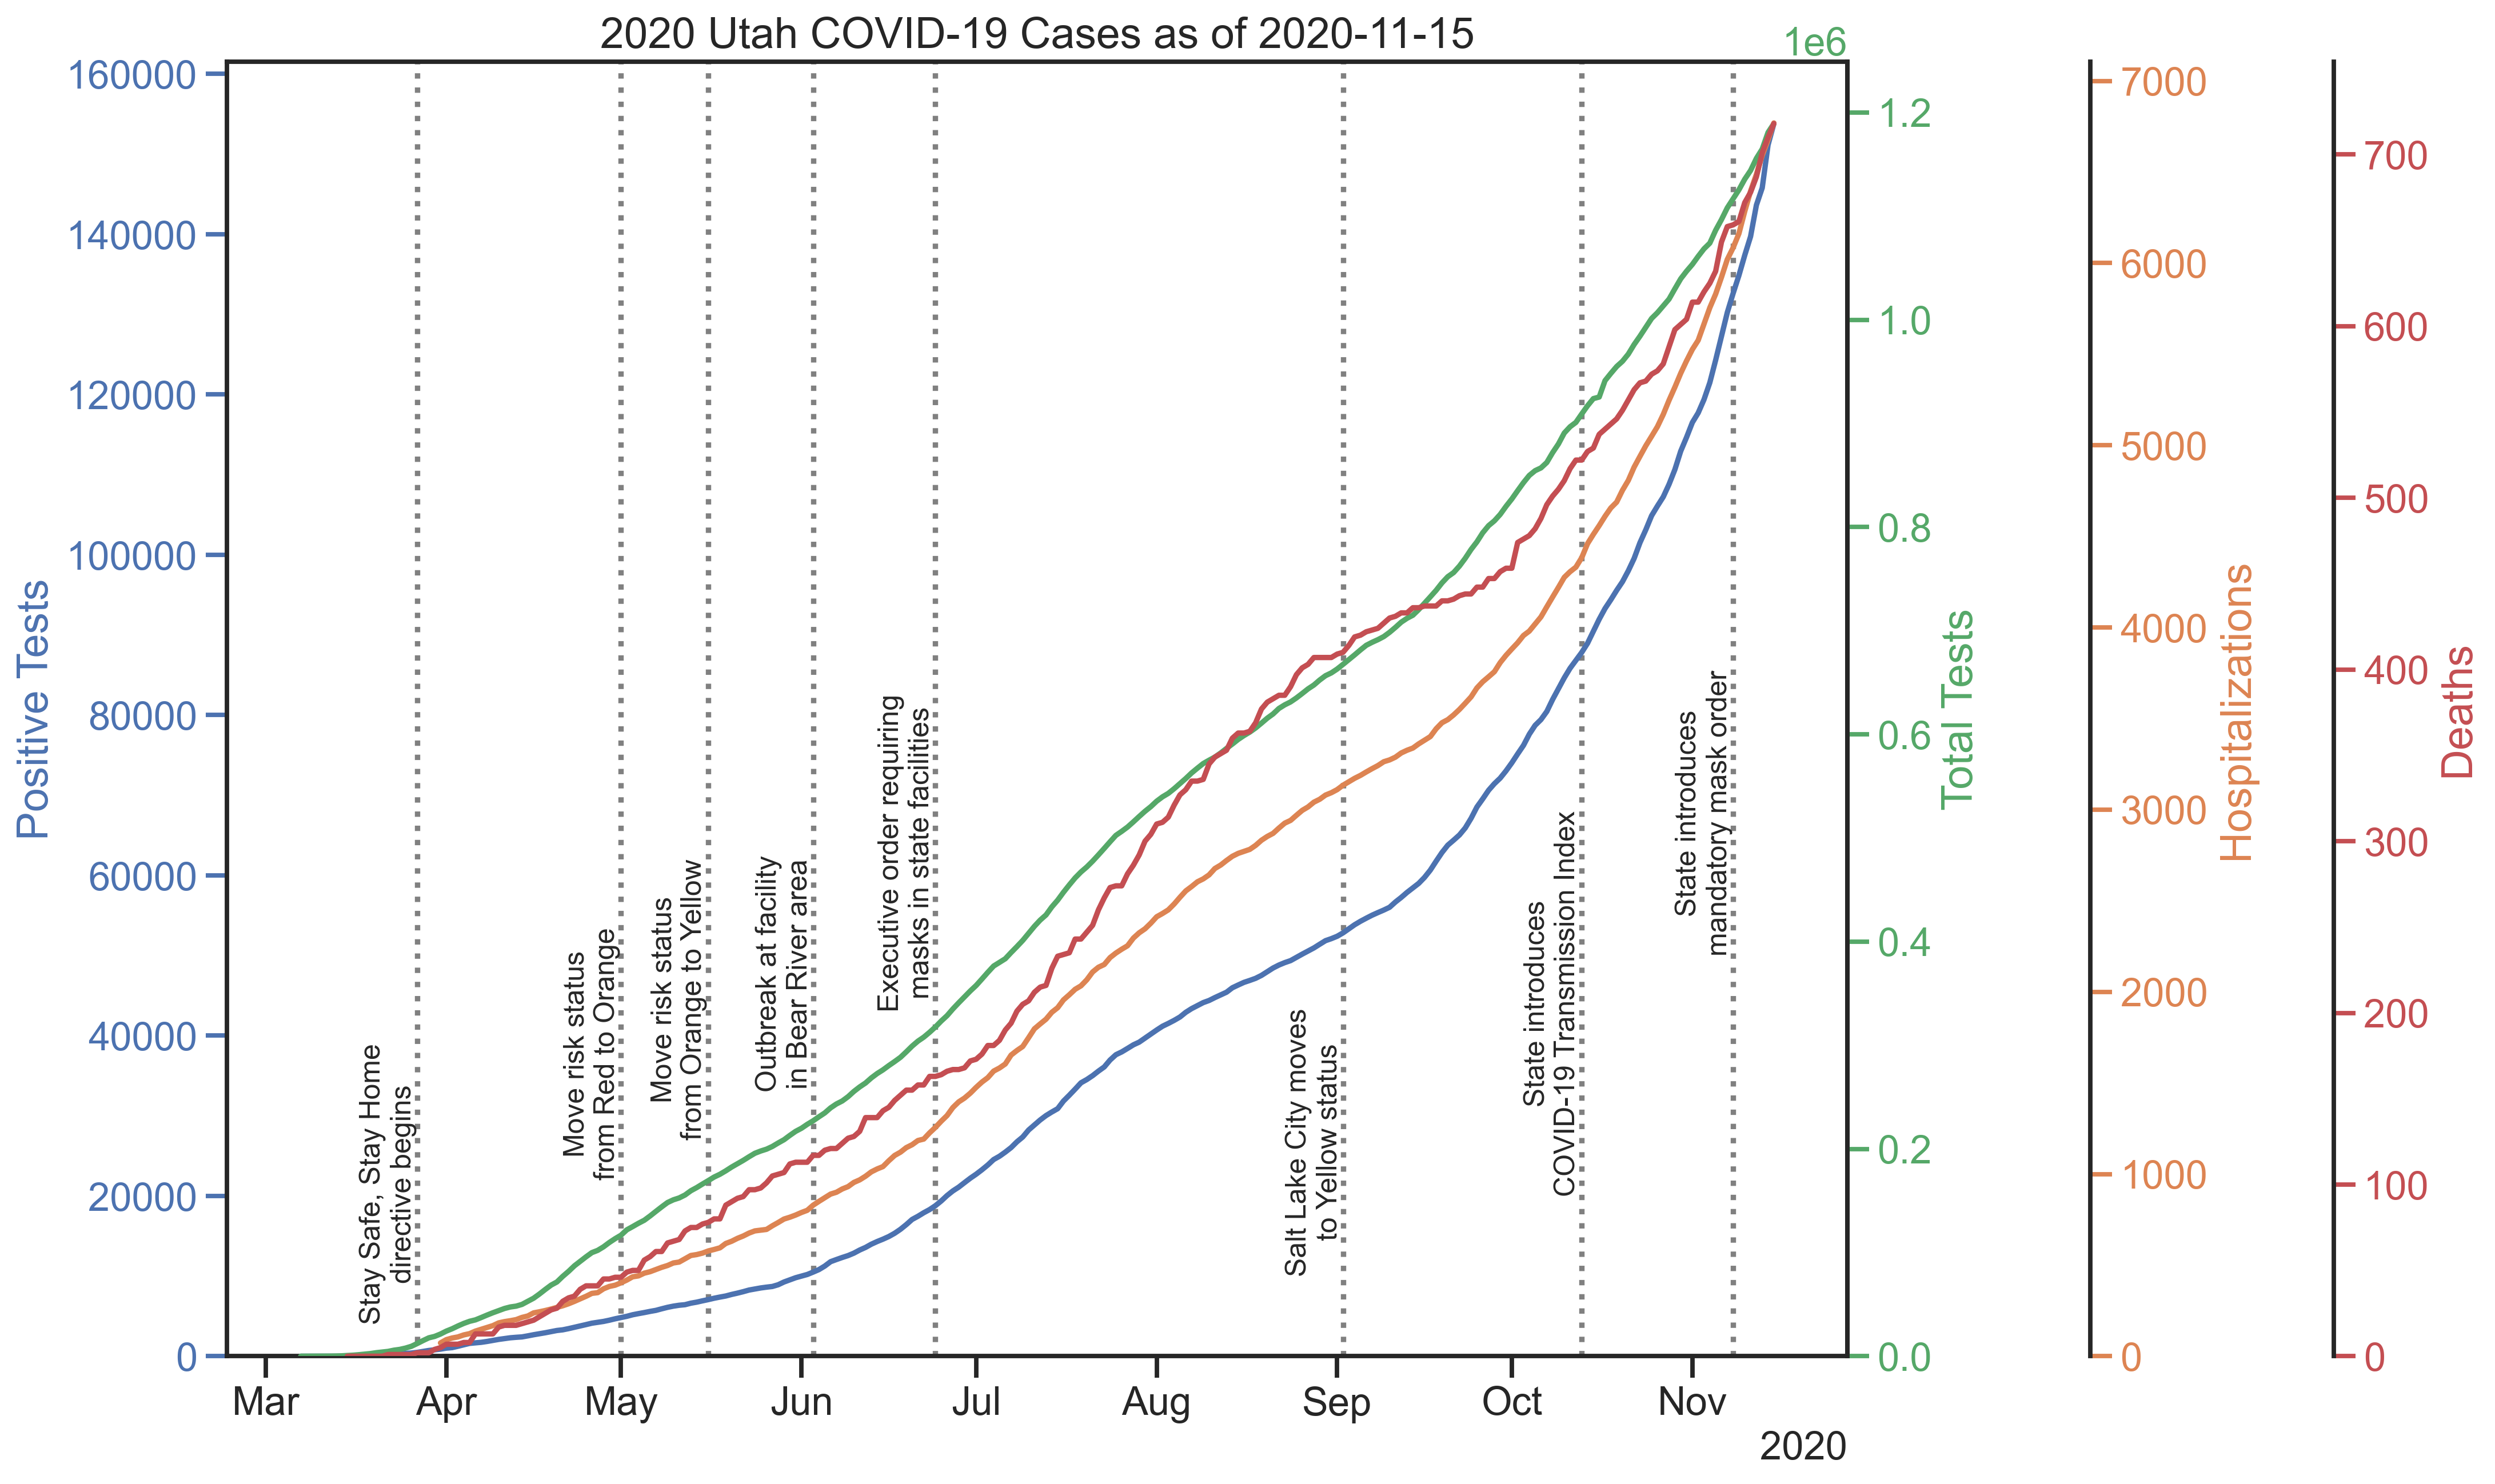 2020 Utah COVID-19 Cases as of 2020-11-15
1e6
160000
140000
120000
100000
80000
60000
40000
20000
0
Positive Tests
Stay Safe, Stay Home
directive begins
Move risk status
from Red to Orange
Move risk status
from Orange to Yellow
Outbreak at facility
in Bear River area
Executive order requiring
masks in state facilities
Salt Lake City moves
to Yellow status
State introduces
COVID-19 Transmission Index
State introduces
mandatory mask order
1.2
1.0
0.8
0.6
0.4
0.2
0.0
Total Tests
7000
6000
5000
4000
3000
2000
1000
0
Hospitalizations
700
600
500
400
300
200
100
0
Deaths
Mar Apr May Jun Jul Aug Sep Oct Nov
2020